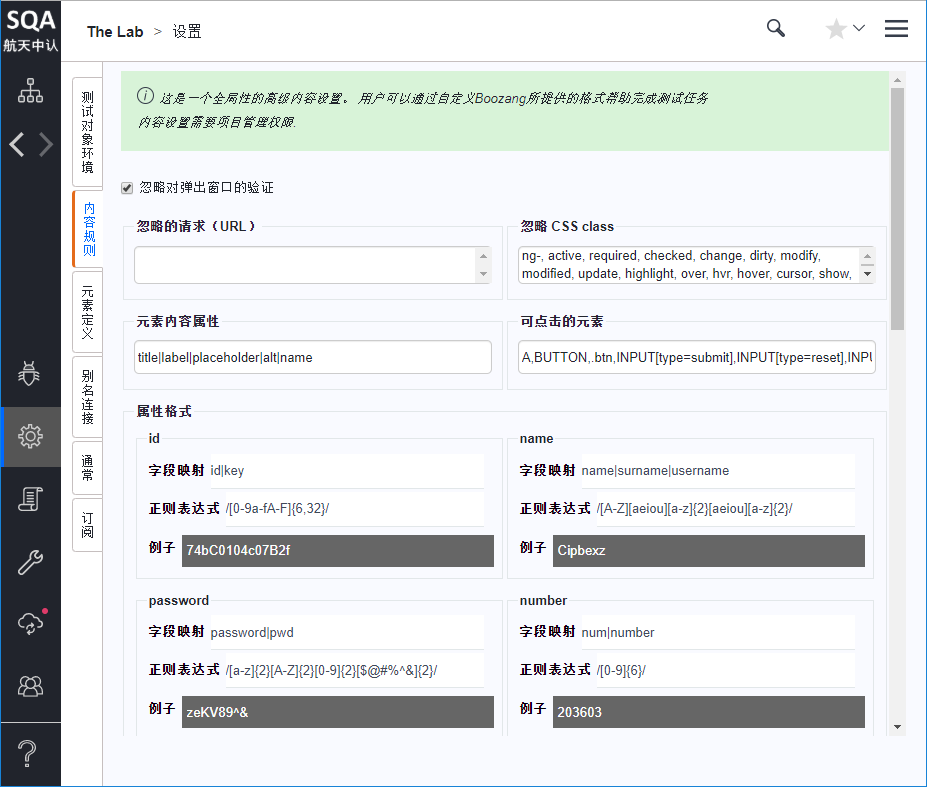 SQA
航天中认
The Lab > 设置
测试对象环境
内容规则
元素定义
别名连接
通常
订阅
这是一个全局性的高级内容设置。 用户可以通过自定义Boozang所提供的格式帮助完成测试任务
内容设置需要项目管理权限.
忽略对弹出窗口的验证
忽略的请求（URL）
忽略 CSS class
ng-, active, required, checked, change, dirty, modify,
modified, update, highlight, over, hvr, hover, cursor, show,
元素内容属性
title|label|placeholder|alt|name
可点击的元素
A,BUTTON,.btn,INPUT[type=submit],INPUT[type=reset],INPU
属性格式
id
字段映射 id|key
正则表达式 /[0-9a-fA-F]{6,32}/
例子 74bC0104c07B2f
name
字段映射 name|surname|username
正则表达式 /[A-Z][aeiou][a-z]{2}[aeiou][a-z]{2}/
例子 Cipbexz
password
字段映射 password|pwd
正则表达式 /[a-z]{2}[A-Z]{2}[0-9]{2}[$@#%^&]{2}/
例子 zeKV89^&
number
字段映射 num|number
正则表达式 /[0-9]{6}/
例子 203603